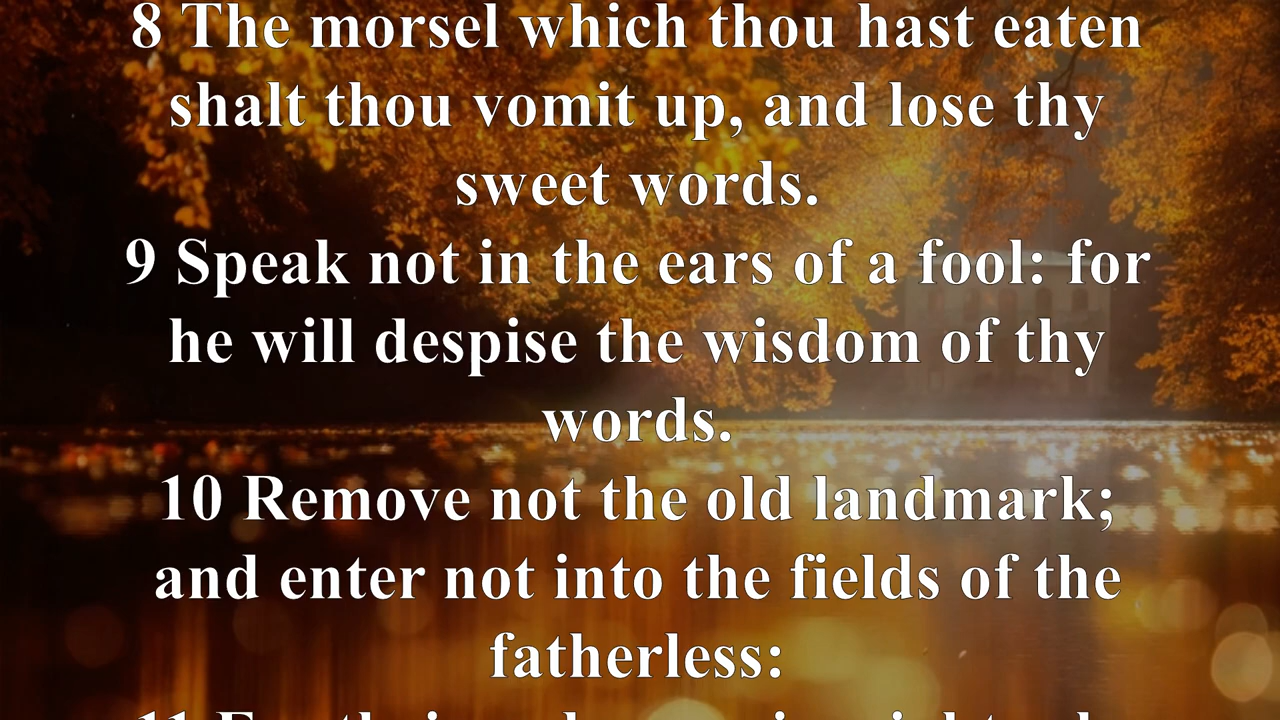 8 The morsel which thou hast eaten
shalt thou vomit up, and lose thy
sweet words.
9 Speak not in the ears of a fool: for
he will despise the wisdom of thy
words.
10 Remove not the old landmark;
and enter not into the fields of the
fatherless: